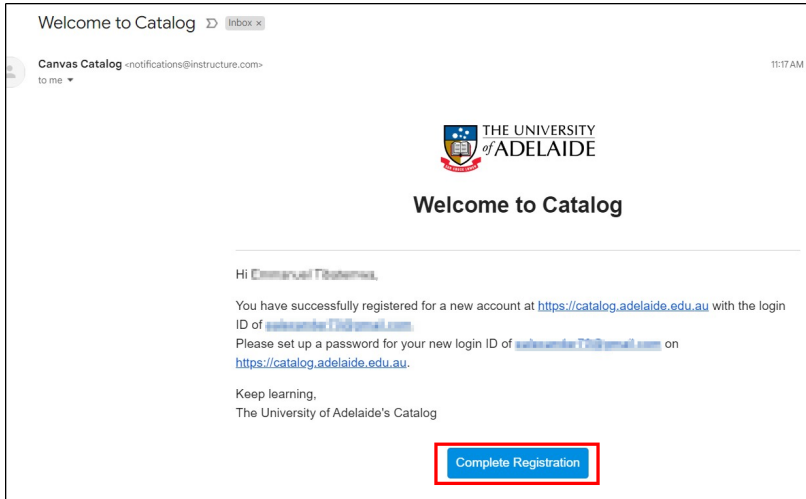 Welcome to Catalog Inbox ×
Canvas Catalog <notifications@instructure.com> 11:17 AM
to me
THE UNIVERSITY
of ADELAIDE
Welcome to Catalog
Hi
You have successfully registered for a new account at https://catalog.adelaide.edu.au with the login
ID of
Please set up a password for your new login ID of on
https://catalog.adelaide.edu.au.
Keep learning,
The University of Adelaide's Catalog
Complete Registration